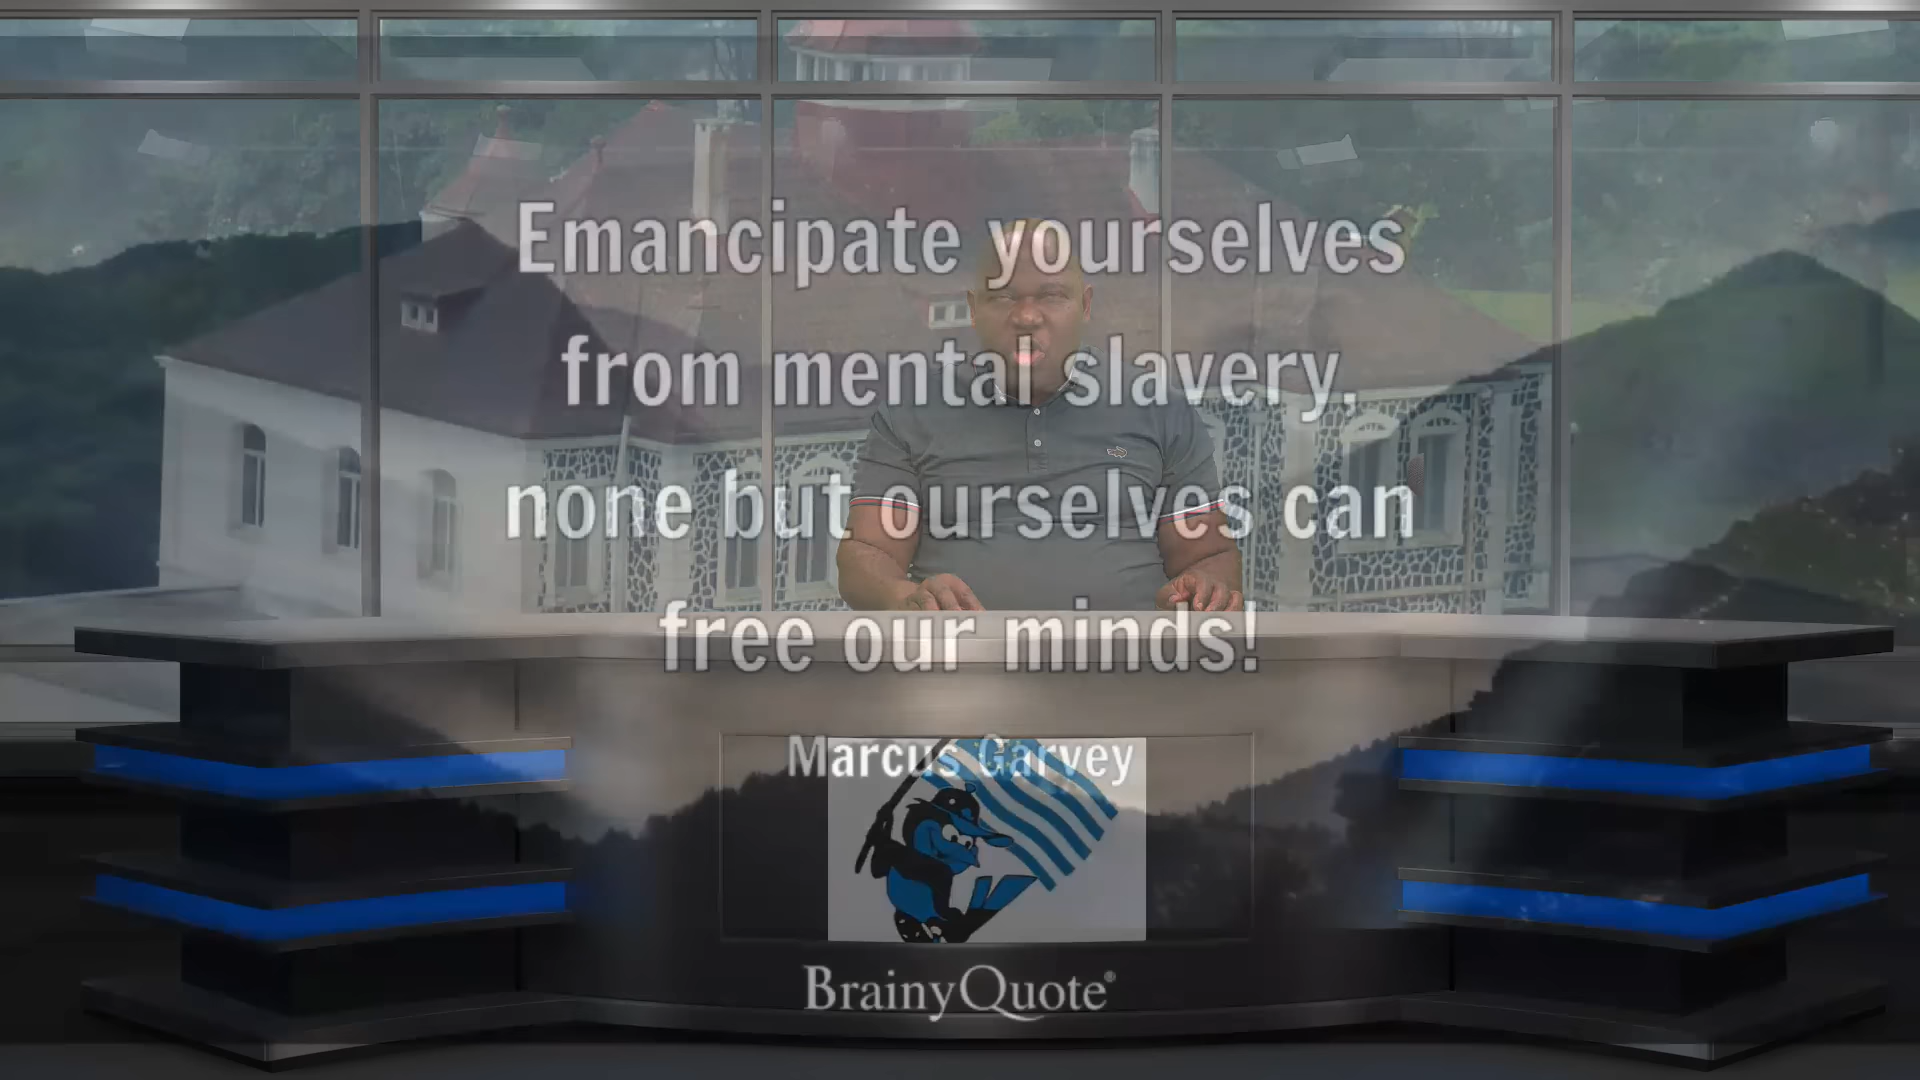 Emancipate yourselves
from mental slavery,
none but ourselves can
free our minds!
Marcus Garvey
BrainyQuote®